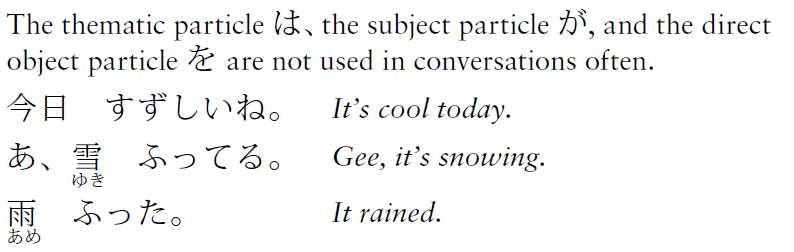 The thematic particle は、the subject particle が, and the direct
object particle を are not used in conversations often.
今日　すずしいね。 It's cool today.
あ、雪　ふってる。 Gee, it's snowing.
ゆき
雨　ふった。 It rained.
あめ